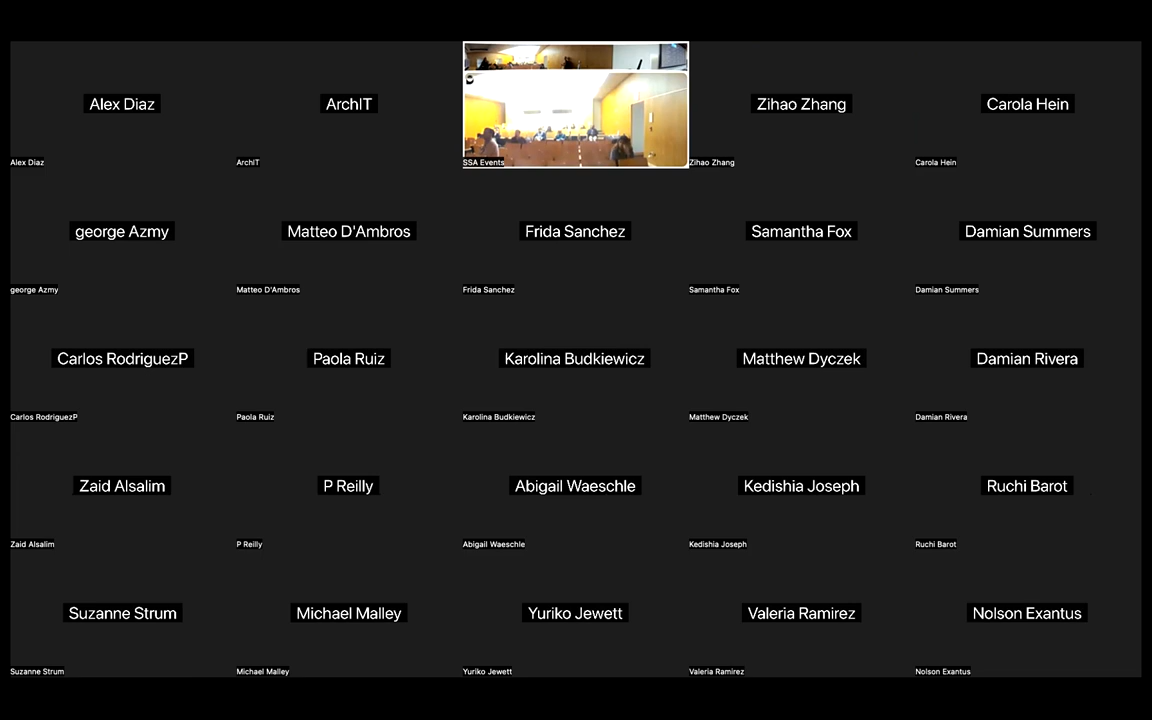 Alex Diaz
ArchIT
Zihao Zhang
Carola Hein
Alex Diaz
ArchIT
SSA Events
Zihao Zhang
Carola Hein
george Azmy
Matteo D'Ambros
Frida Sanchez
Samantha Fox
Damian Summers
george Azmy
Matteo D'Ambros
Frida Sanchez
Samantha Fox
Damian Summers
Carlos RodriguezP
Paola Ruiz
Karolina Budkiewicz
Matthew Dyczek
Damian Rivera
Carlos RodriguezP
Paola Ruiz
Karolina Budkiewicz
Matthew Dyczek
Damian Rivera
Zaid Alsalim
P Reilly
Abigail Waeschle
Kedishia Joseph
Ruchi Barot
Zaid Alsalim
P Reilly
Abigail Waeschle
Kedishia Joseph
Ruchi Barot
Suzanne Strum
Michael Malley
Yuriko Jewett
Valeria Ramirez
Nolson Exantus
Suzanne Strum
Michael Malley
Yuriko Jewett
Valeria Ramirez
Nolson Exantus